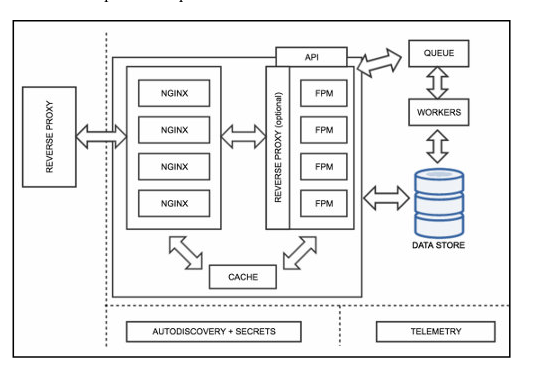 API
QUEUE
REVERSE PROXY
NGINX
NGINX
NGINX
NGINX
REVERSE PROXY (optional)
FPM
FPM
FPM
FPM
WORKERS
DATA STORE
CACHE
AUTODISCOVERY + SECRETS
TELEMETRY